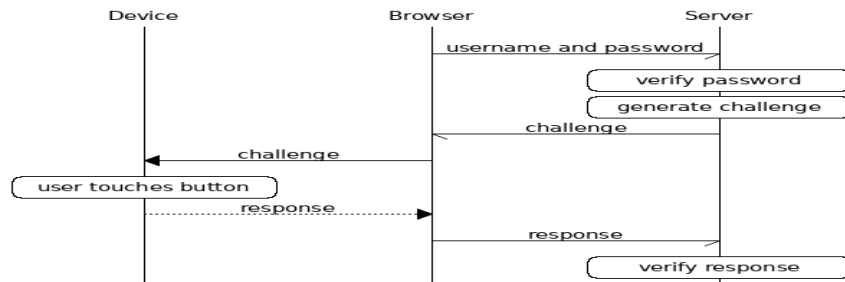 Device Browser Server
username and password
verify password
generate challenge
challenge
challenge
user touches button
response
response
verify response